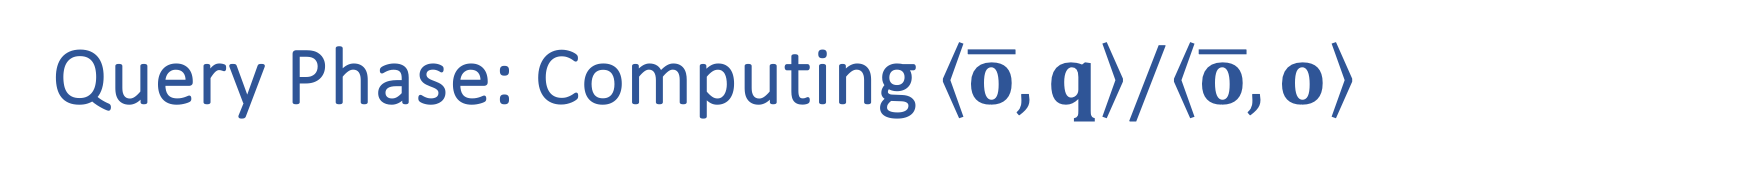 Query Phase: Computing ⟨o̅, q⟩/⟨o̅, o⟩